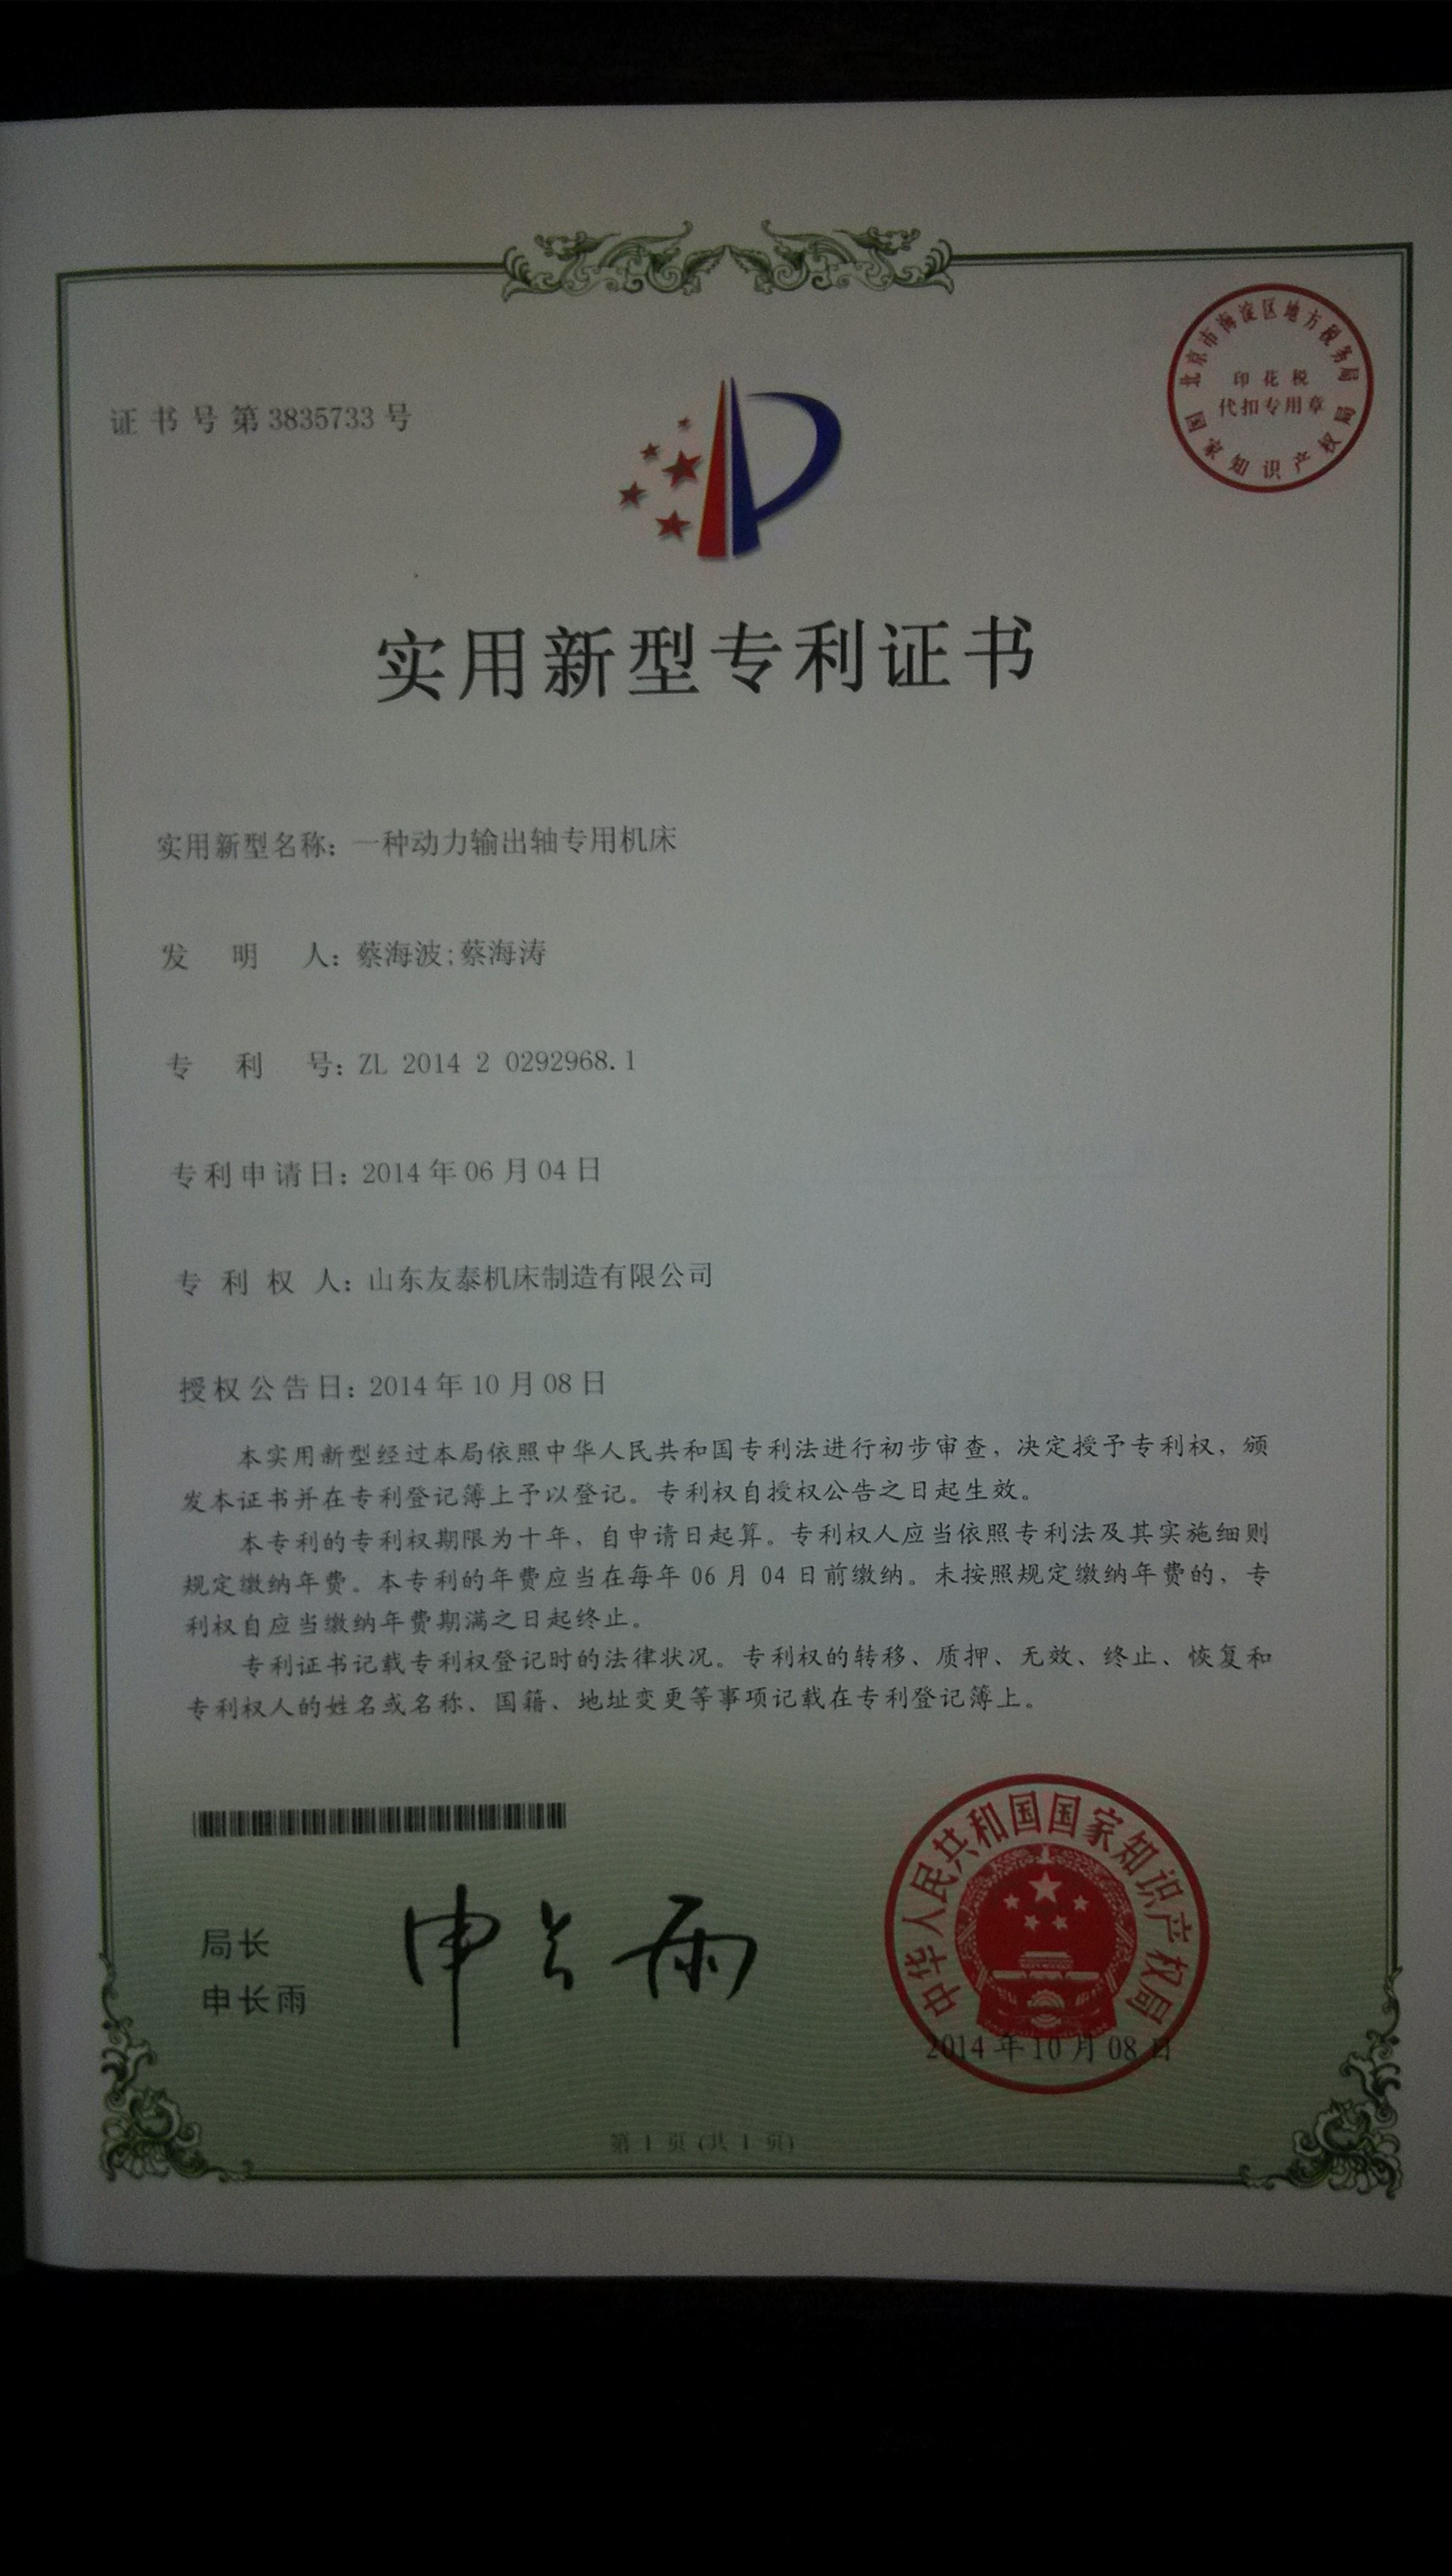 证书号第3835733号
北京市海淀区地方税务局
印花税
代扣专用章
国家知识产权局
实用新型专利证书
实用新型名称：一种动力输出轴专用机床
发明人：蔡海波;蔡海涛
专利号：ZL 2014 2 0292968.1
专利申请日：2014年06月04日
专利权人：山东友泰机床制造有限公司
授权公告日：2014年10月08日
本实用新型经过本局依照中华人民共和国专利法进行初步审查，决定授予专利权，颁
发本证书并在专利登记簿上予以登记。专利权自授权公告之日起生效。
本专利的专利权期限为十年，自申请日起算。专利权人应当依照专利法及其实施细则
规定缴纳年费。本专利的年费应当在每年06月04日前缴纳。未按照规定缴纳年费的，专
利权自应当缴纳年费期满之日起终止。
专利证书记载专利权登记时的法律状况。专利权的转移、质押、无效、终止、恢复和
专利权人的姓名或名称、国籍、地址变更等事项记载在专利登记簿上。
局长
申长雨
申长雨
中华人民共和国国家知识产权局
2014年10月08日
第1页(共1页)